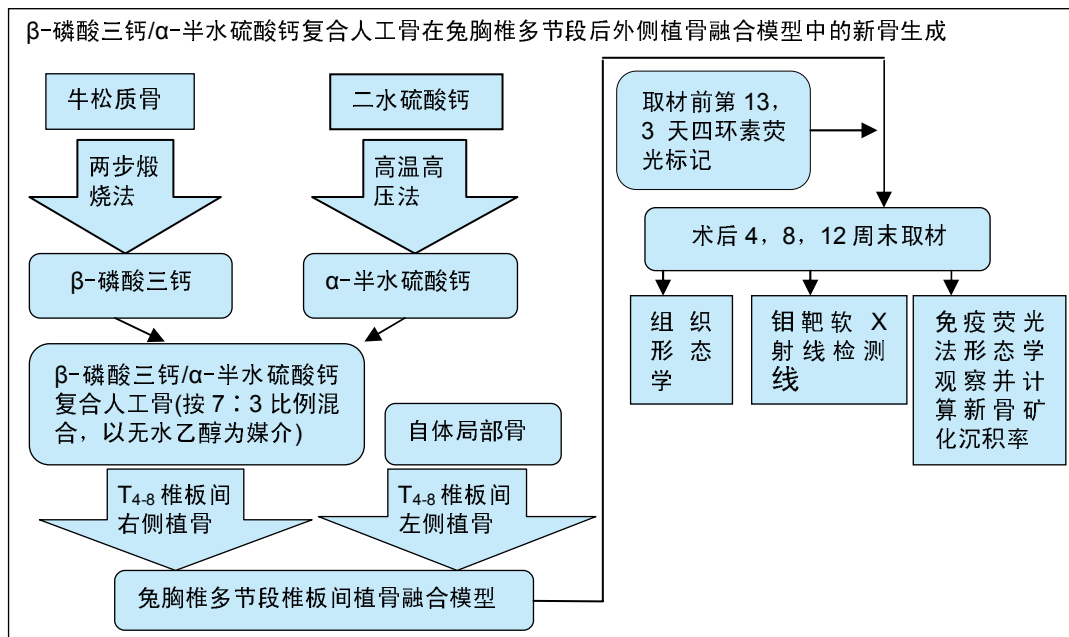 β-磷酸三钙/α-半水硫酸钙复合人工骨在兔胸椎多节段后外侧植骨融合模型中的新骨生成
牛松质骨
二水硫酸钙
两步煅
烧法
高温高
压法
β-磷酸三钙
α-半水硫酸钙
β-磷酸三钙/α-半水硫酸钙
复合人工骨(按7∶3比例混
合，以无水乙醇为媒介)
自体局部骨
T4-8椎板间
右侧植骨
T4-8椎板间
左侧植骨
兔胸椎多节段椎板间植骨融合模型
取材前第13，
3 天四环素荧
光标记
术后4，8，12周末取材
组织
形态
学
钼靶软 X
射线检测
线
免疫荧光
法形态学
观察并计
算新骨矿
化沉积率